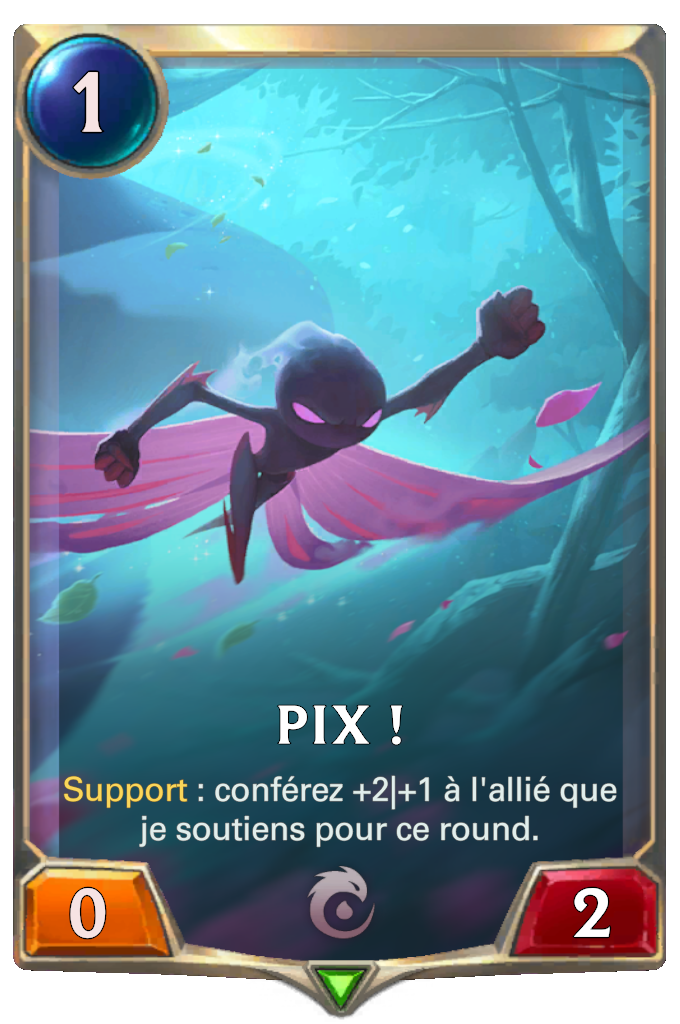 1
PIX !
Support : conférez +2|+1 à l'allié que
je soutiens pour ce round.
0
2